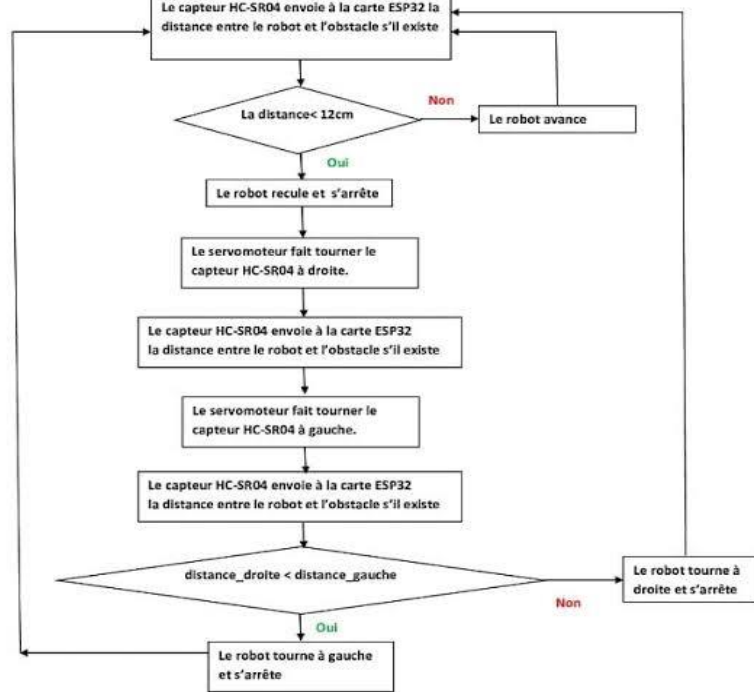 Le capteur HC-SR04 envoie à la carte ESP32 la
distance entre le robot et l'obstacle s'il existe
La distance< 12cm
Non
Le robot avance
Oui
Le robot recule et s'arrête
Le servomoteur fait tourner le
capteur HC-SR04 à droite.
Le capteur HC-SR04 envoie à la carte ESP32
la distance entre le robot et l'obstacle s'il existe
Le servomoteur fait tourner le
capteur HC-SR04 à gauche.
Le capteur HC-SR04 envoie à la carte ESP32
la distance entre le robot et l'obstacle s'il existe
distance_droite < distance_gauche
Non
Le robot tourne à
droite et s'arrête
Oui
Le robot tourne à gauche
et s'arrête